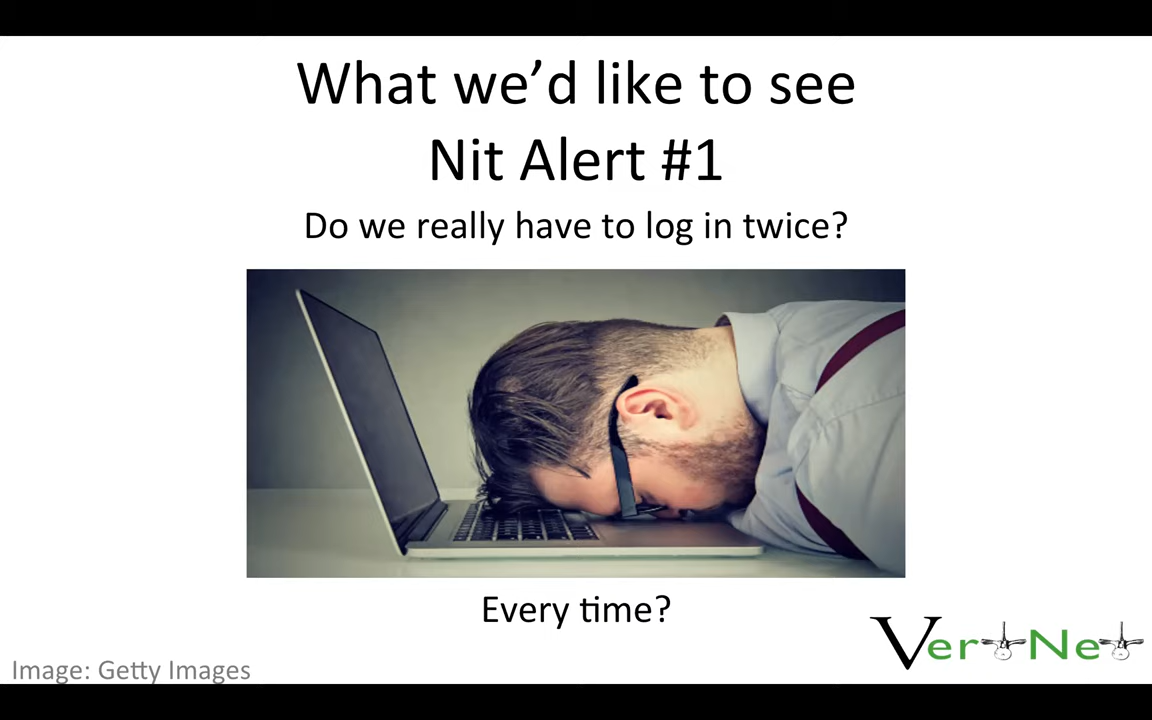 What we’d like to see
Nit Alert #1
Do we really have to log in twice?
Every time?
VertNet
Image: Getty Images